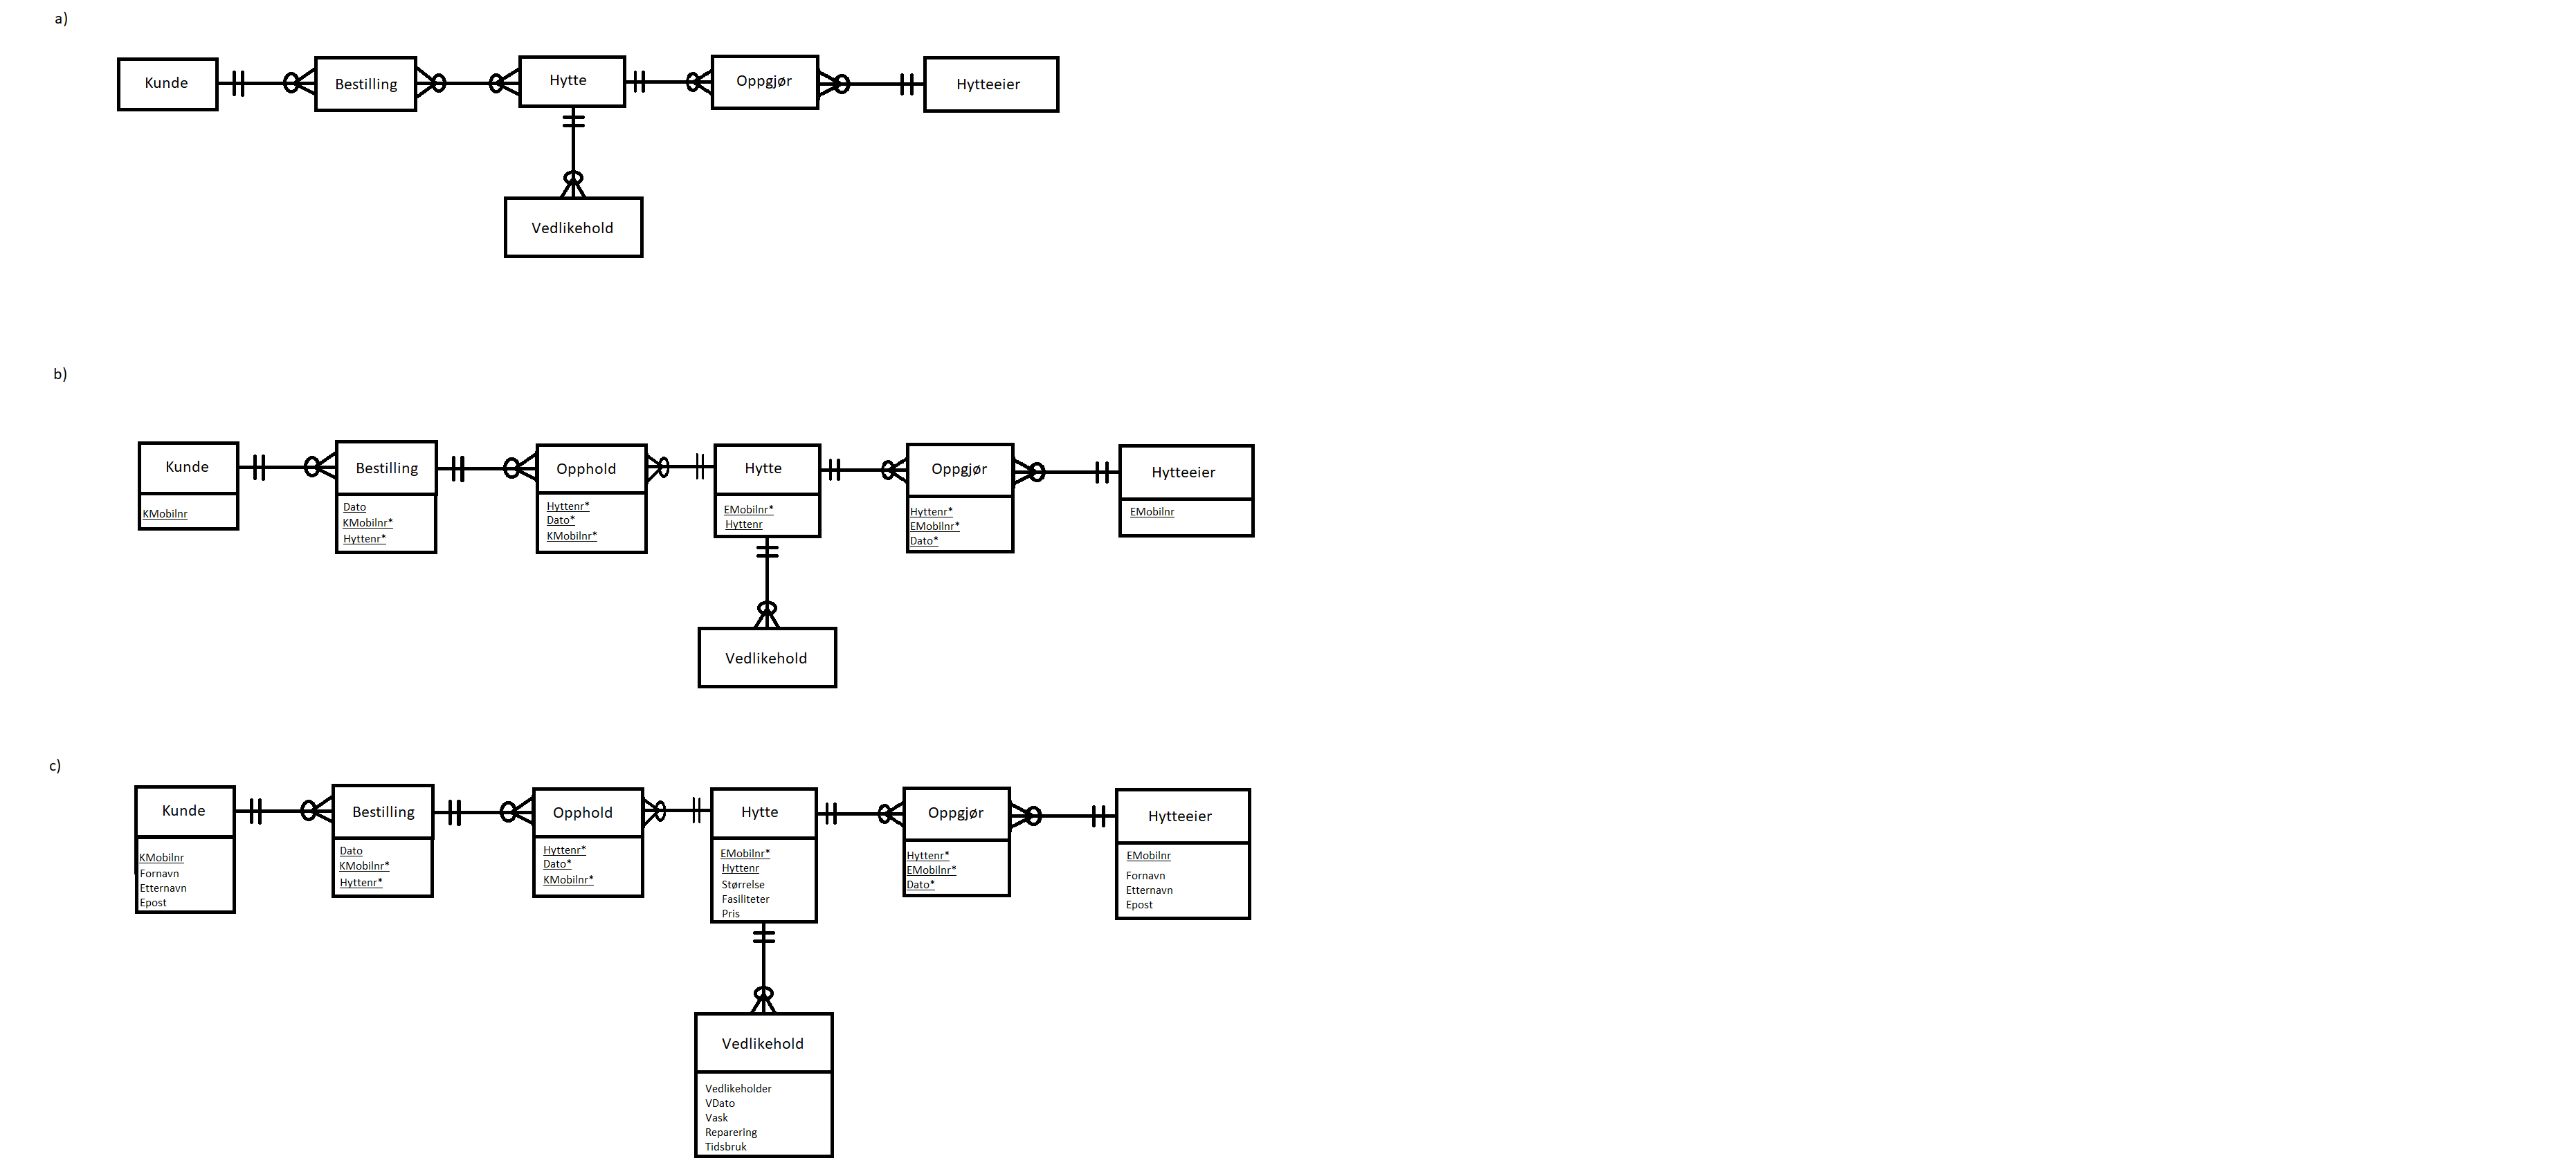 a)
Kunde
Bestilling
Hytte
Oppgjør
Hytteeier
Vedlikehold
b)
Kunde
KMobilnr
Bestilling
Dato
KMobilnr*
Hyttenr*
Opphold
Hyttenr*
Dato*
KMobilnr*
Hytte
EMobilnr*
Hyttenr
Oppgjør
Hyttenr*
EMobilnr*
Dato*
Hytteeier
EMobilnr
Vedlikehold
c)
Kunde
KMobilnr
Fornavn
Etternavn
Epost
Bestilling
Dato
KMobilnr*
Hyttenr*
Opphold
Hyttenr*
Dato*
KMobilnr*
Hytte
EMobilnr*
Hyttenr
Størrelse
Fasiliteter
Pris
Oppgjør
Hyttenr*
EMobilnr*
Dato*
Hytteeier
EMobilnr
Fornavn
Etternavn
Epost
Vedlikehold
Vedlikeholder
VDato
Vask
Reparering
Tidsbruk